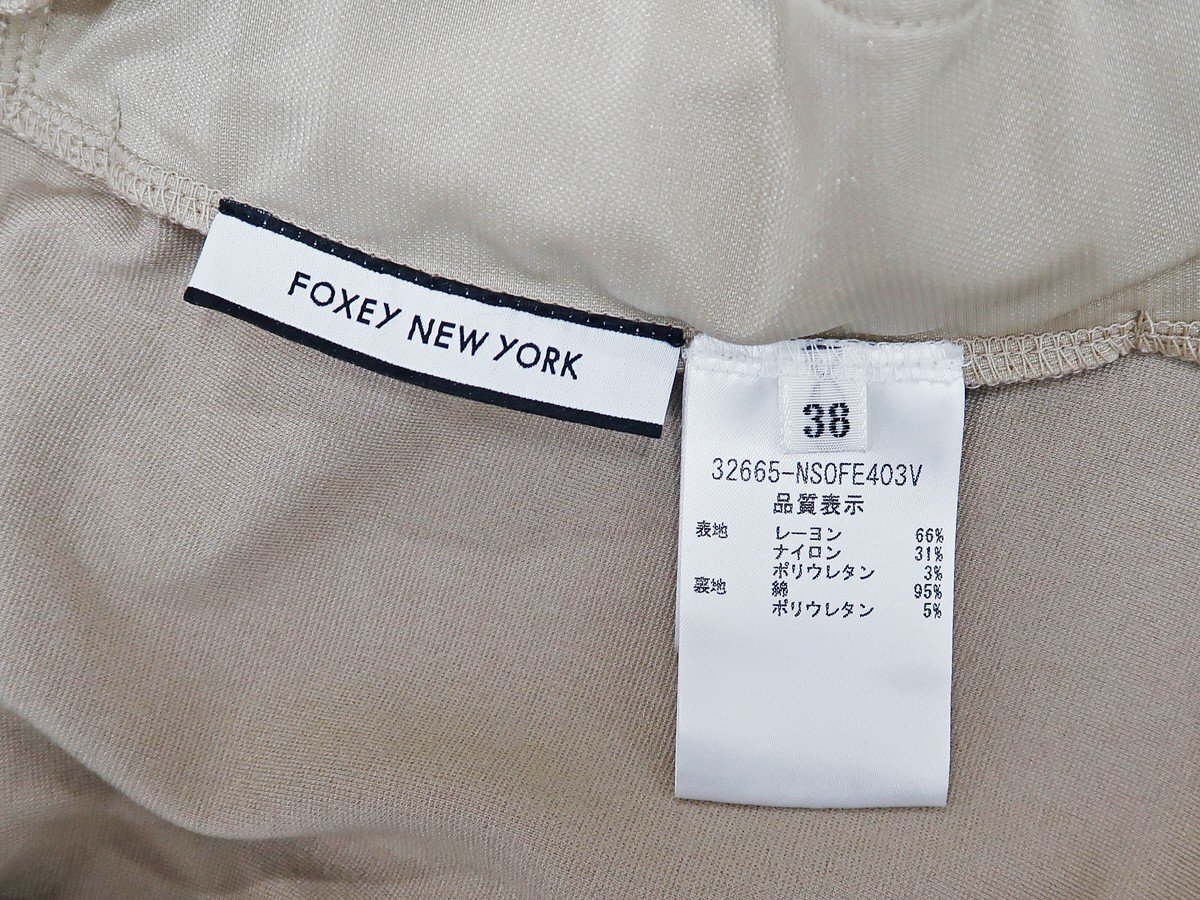 FOXEY NEW YORK
38
32665-NSOFE403V
品質表示
表地 レーヨン 66%
ナイロン 31%
ポリウレタン 3%
裏地 綿 95%
ポリウレタン 5%